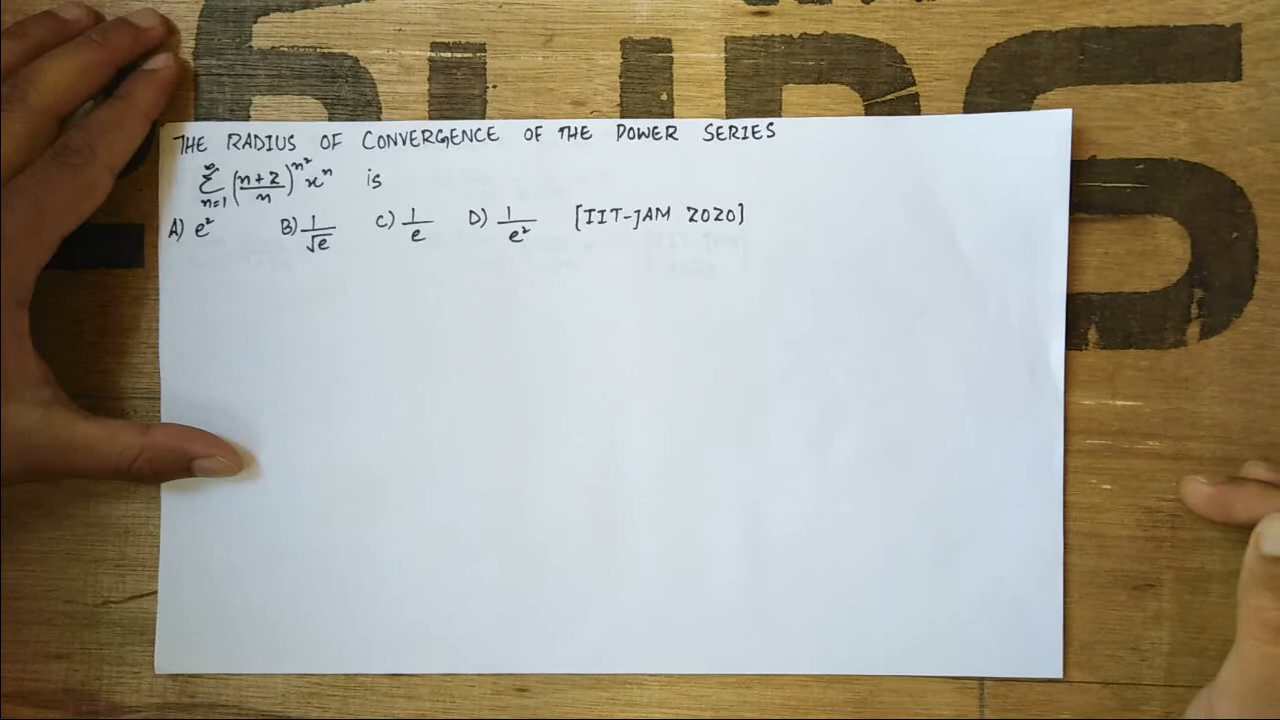 THE RADIUS OF CONVERGENCE OF THE POWER SERIES
∞ Σ n=1 (n+2/n)^n² xⁿ is
A) e² B) 1/√e C) 1/e D) 1/e² [IIT-JAM 2020]